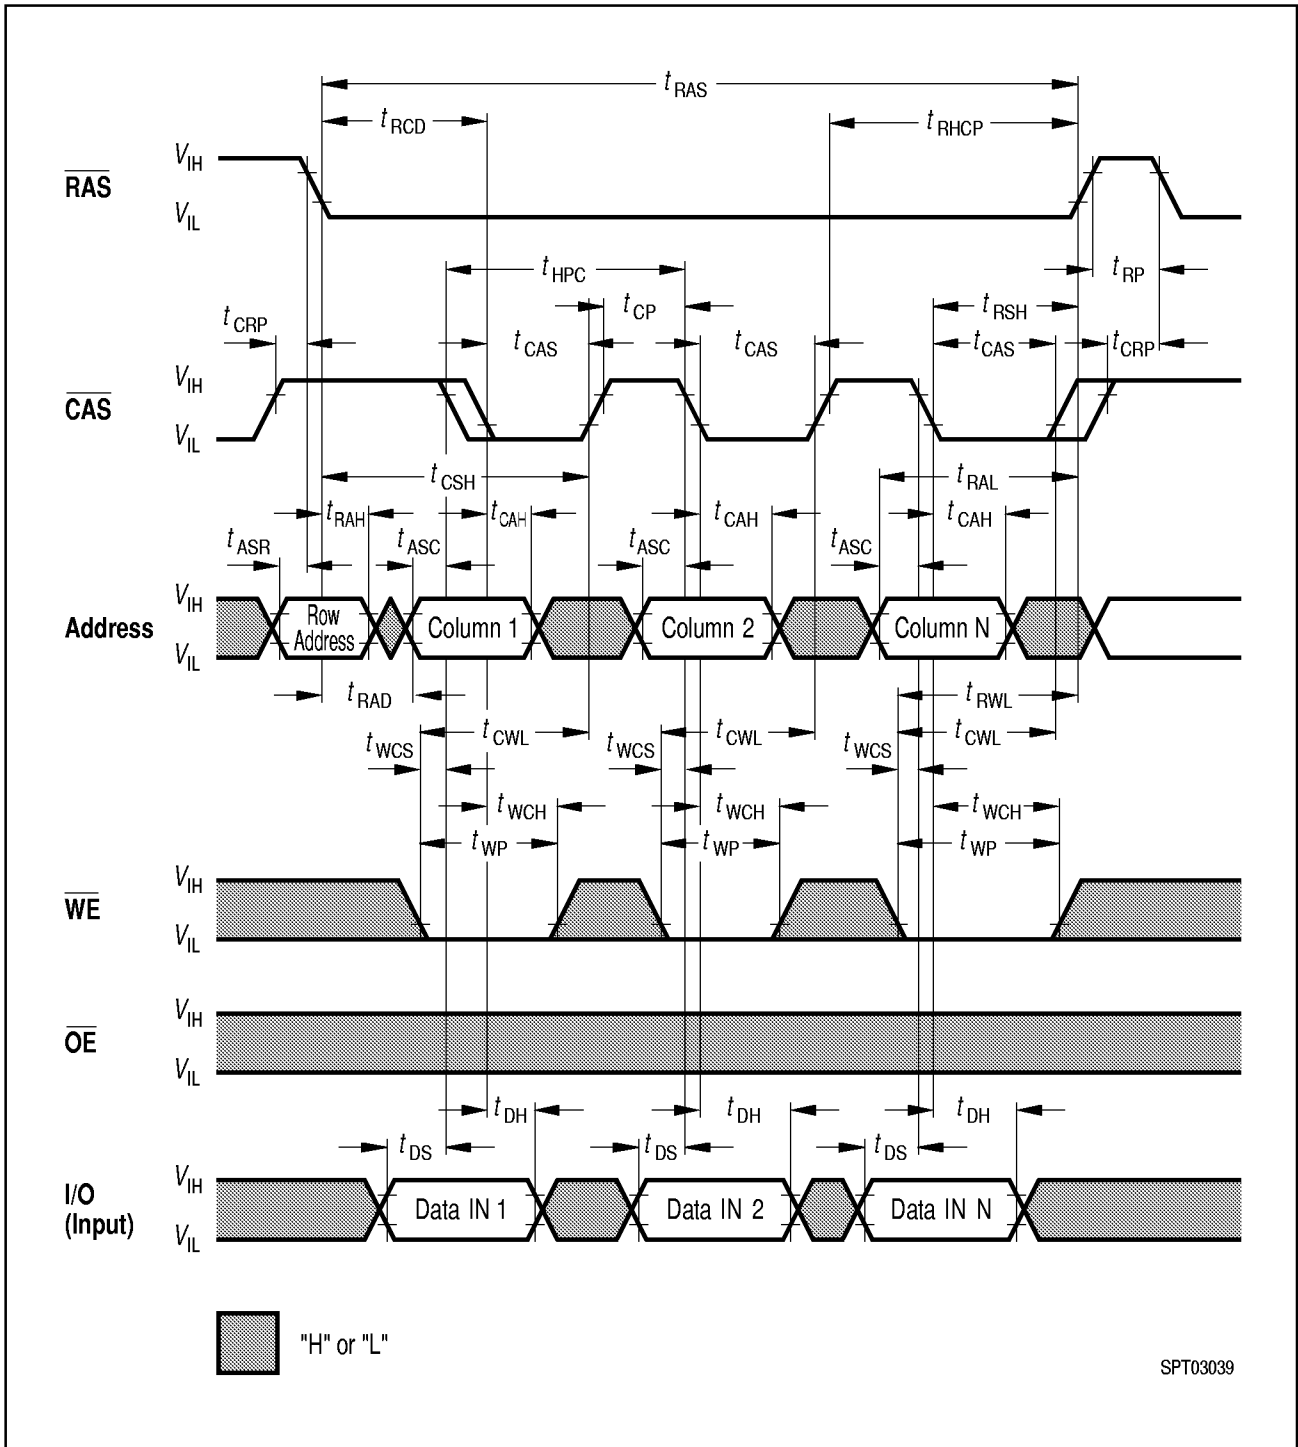 tRAS
tRCD tRHCP
RAS VIH
VIL
tHPC tRP
tCP tRSH
tCRP tCAS tCAS tCAS tCRP
CAS VIH
VIL
tCSH tRAL
tRAH tCAH tCAH tCAH
tASR tASC tASC tASC
Address VIH
VIL
Row Address Column 1 Column 2 Column N
tRAD tRWL
tCWL tCWL tCWL
tWCS tWCS tWCS
tWCH tWCH tWCH
tWP tWP tWP
WE VIH
VIL
OE VIH
VIL
tDH tDH tDH
tDS tDS tDS
I/O (Input) VIH
VIL
Data IN 1 Data IN 2 Data IN N
"H" or "L"
SPT03039